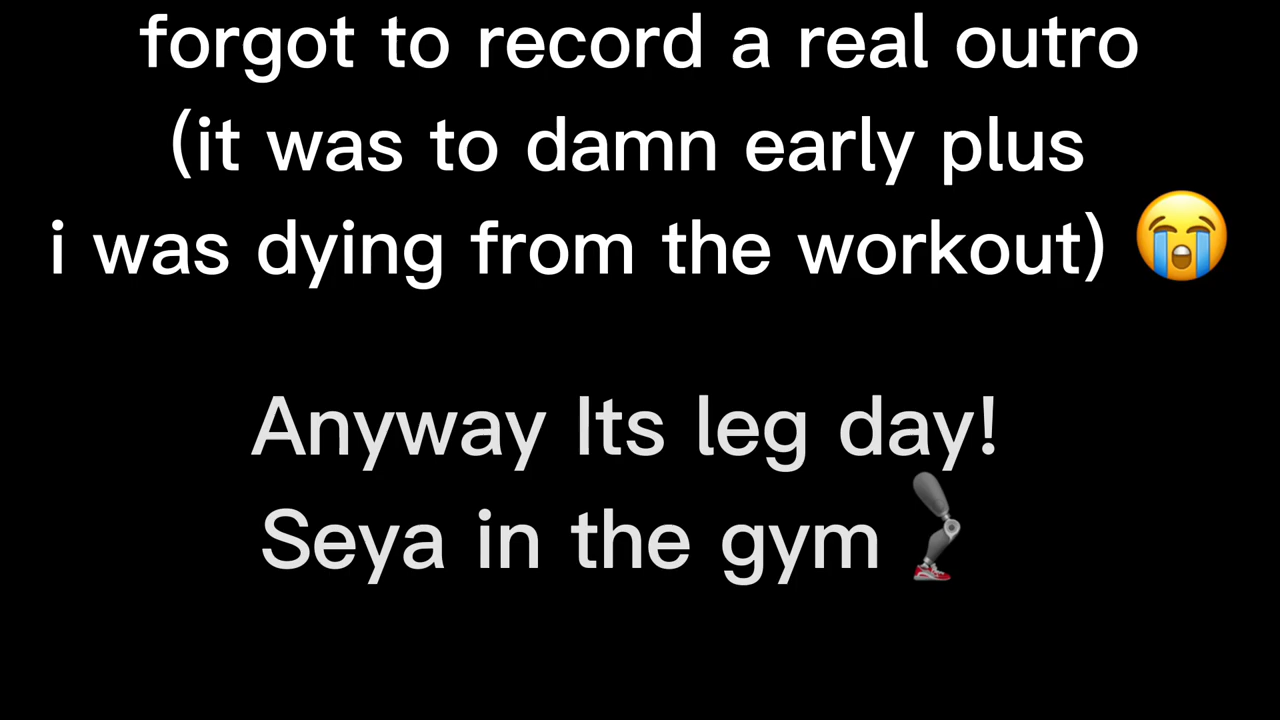 forgot to record a real outro
(it was to damn early plus
i was dying from the workout) 😭
Anyway Its leg day!
Seya in the gym 🦿